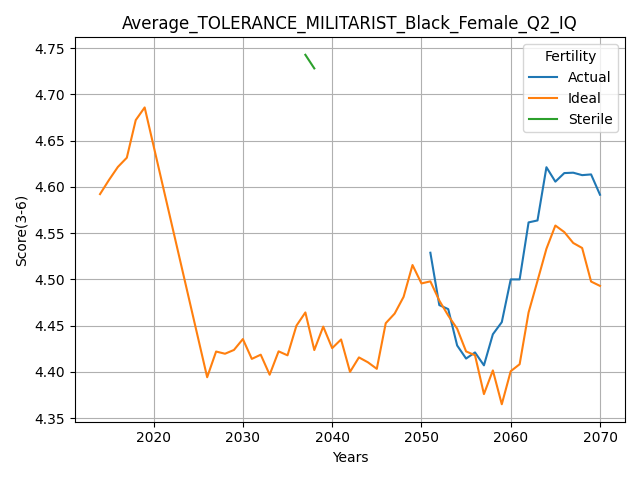 Average_TOLERANCE_MILITARIST_Black_Female_Q2_IQ
Fertility
Actual
Ideal
Sterile
4.75
4.70
4.65
4.60
4.55
4.50
4.45
4.40
4.35
Score(3-6)
2020 2030 2040 2050 2060 2070
Years